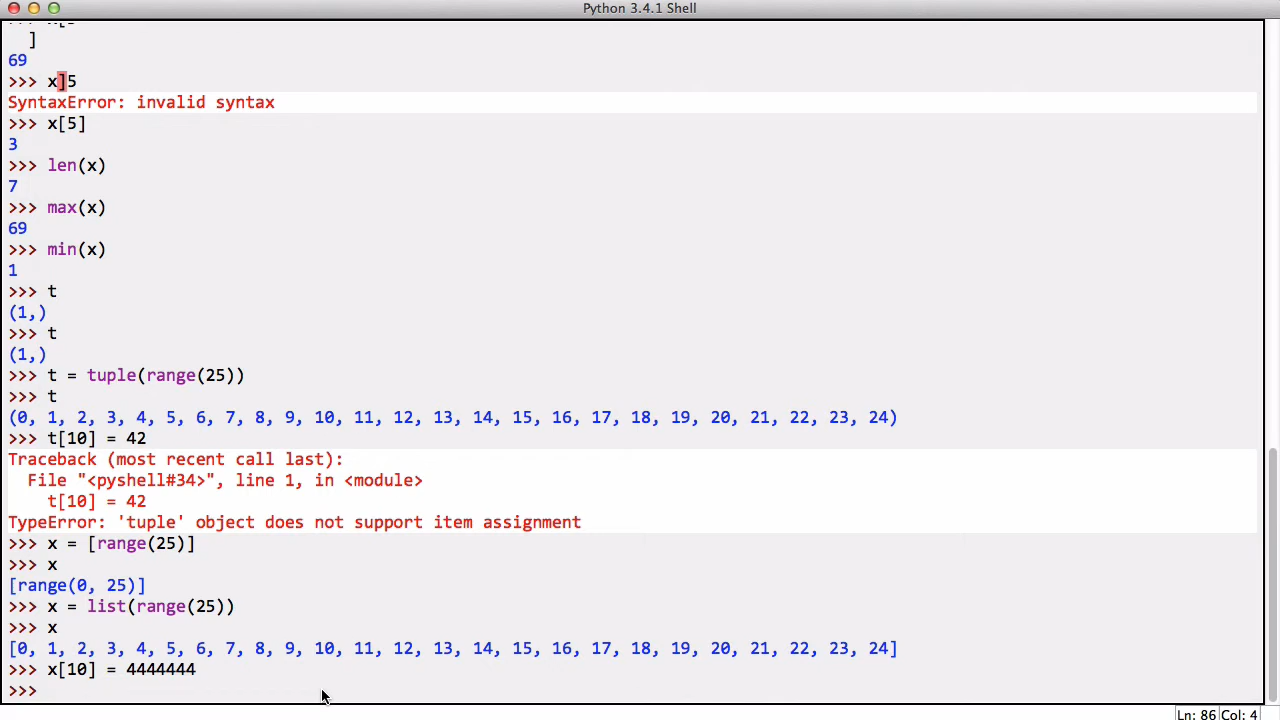 Python 3.4.1 Shell
]
69
>>> x]5
SyntaxError: invalid syntax
>>> x[5]
3
>>> len(x)
7
>>> max(x)
69
>>> min(x)
1
>>> t
(1,)
>>> t
(1,)
>>> t = tuple(range(25))
>>> t
(0, 1, 2, 3, 4, 5, 6, 7, 8, 9, 10, 11, 12, 13, 14, 15, 16, 17, 18, 19, 20, 21, 22, 23, 24)
>>> t[10] = 42
Traceback (most recent call last):
  File "<pyshell#34>", line 1, in <module>
    t[10] = 42
TypeError: 'tuple' object does not support item assignment
>>> x = [range(25)]
>>> x
[range(0, 25)]
>>> x = list(range(25))
>>> x
[0, 1, 2, 3, 4, 5, 6, 7, 8, 9, 10, 11, 12, 13, 14, 15, 16, 17, 18, 19, 20, 21, 22, 23, 24]
>>> x[10] = 4444444
>>>
Ln: 86 Col: 4